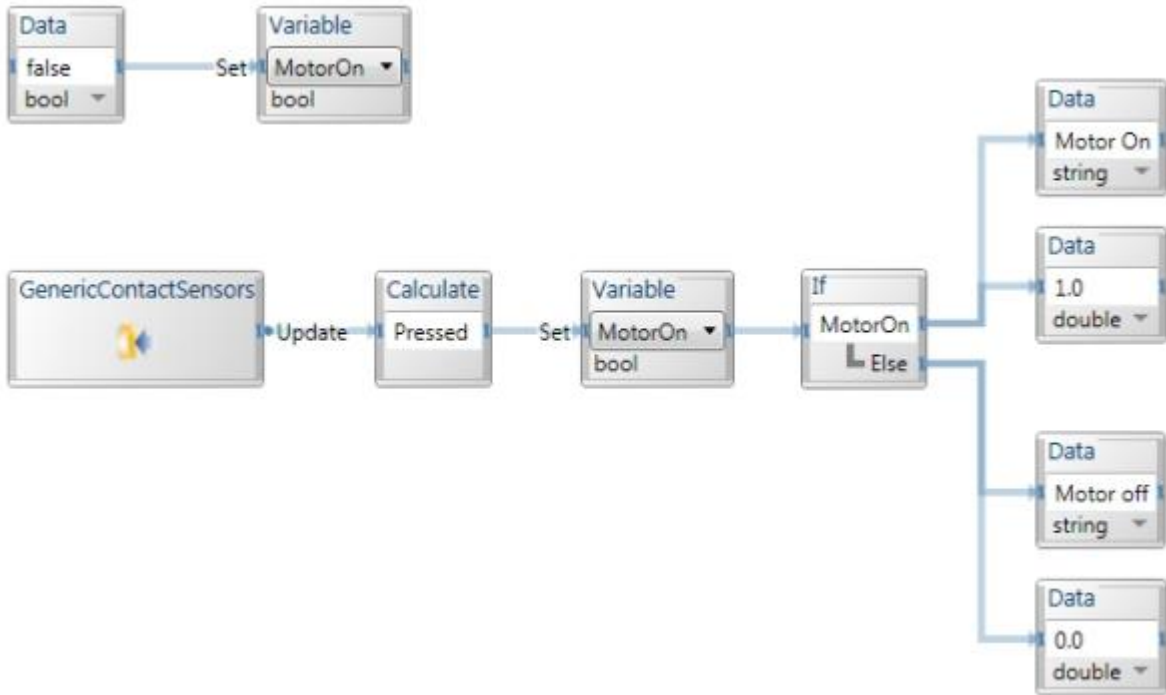 Data
false
bool
Set
Variable
MotorOn
bool
GenericContactSensors
Update
Calculate
Pressed
Set
Variable
MotorOn
bool
If
MotorOn
Else
Data
Motor On
string
Data
1.0
double
Data
Motor off
string
Data
0.0
double